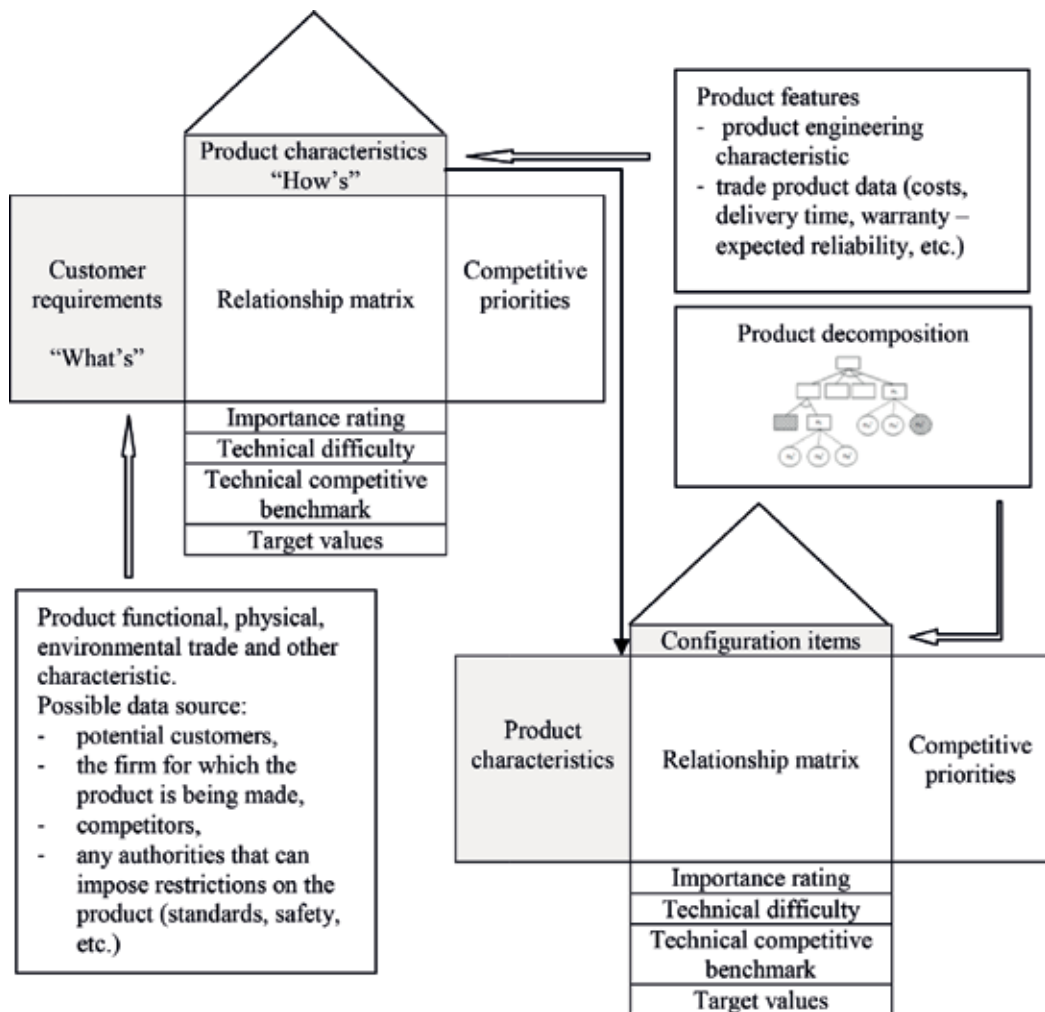 Product characteristics
“How’s”
Customer
requirements
“What’s”
Relationship matrix
Competitive
priorities
Importance rating
Technical difficulty
Technical competitive
benchmark
Target values
Product features
- product engineering
characteristic
- trade product data (costs,
delivery time, warranty –
expected reliability, etc.)
Product decomposition
Product functional, physical,
environmental trade and other
characteristic.
Possible data source:
- potential customers,
- the firm for which the
product is being made,
- competitors,
- any authorities that can
impose restrictions on the
product (standards, safety,
etc.)
Configuration items
Product
characteristics
Relationship matrix
Competitive
priorities
Importance rating
Technical difficulty
Technical competitive
benchmark
Target values